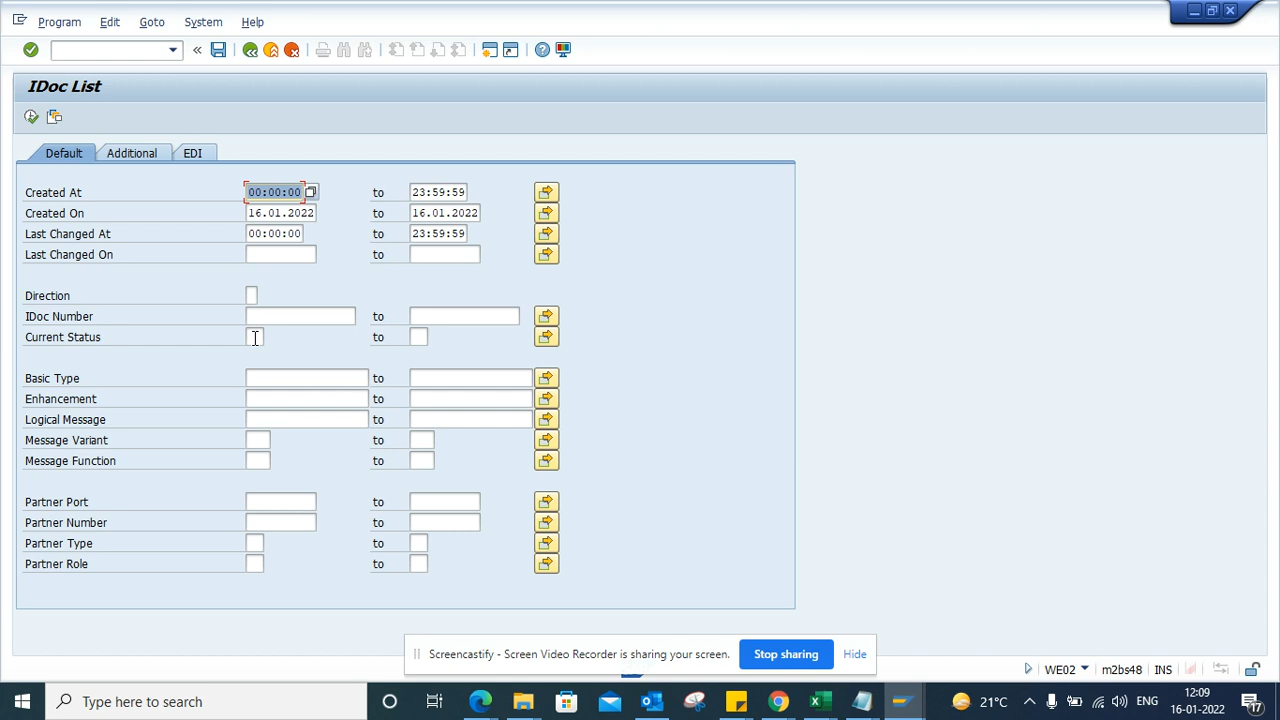 Program Edit Goto System Help
IDoc List
Default Additional EDI
Created At 00:00:00 to 23:59:59
Created On 16.01.2022 to 16.01.2022
Last Changed At 00:00:00 to 23:59:59
Last Changed On to
Direction
IDoc Number to
Current Status to
Basic Type to
Enhancement to
Logical Message to
Message Variant to
Message Function to
Partner Port to
Partner Number to
Partner Type to
Partner Role to
Screencastify - Screen Video Recorder is sharing your screen. Stop sharing Hide
WE02 m2bs48 INS
Type here to search 21°C ENG 12:09 16-01-2022 17